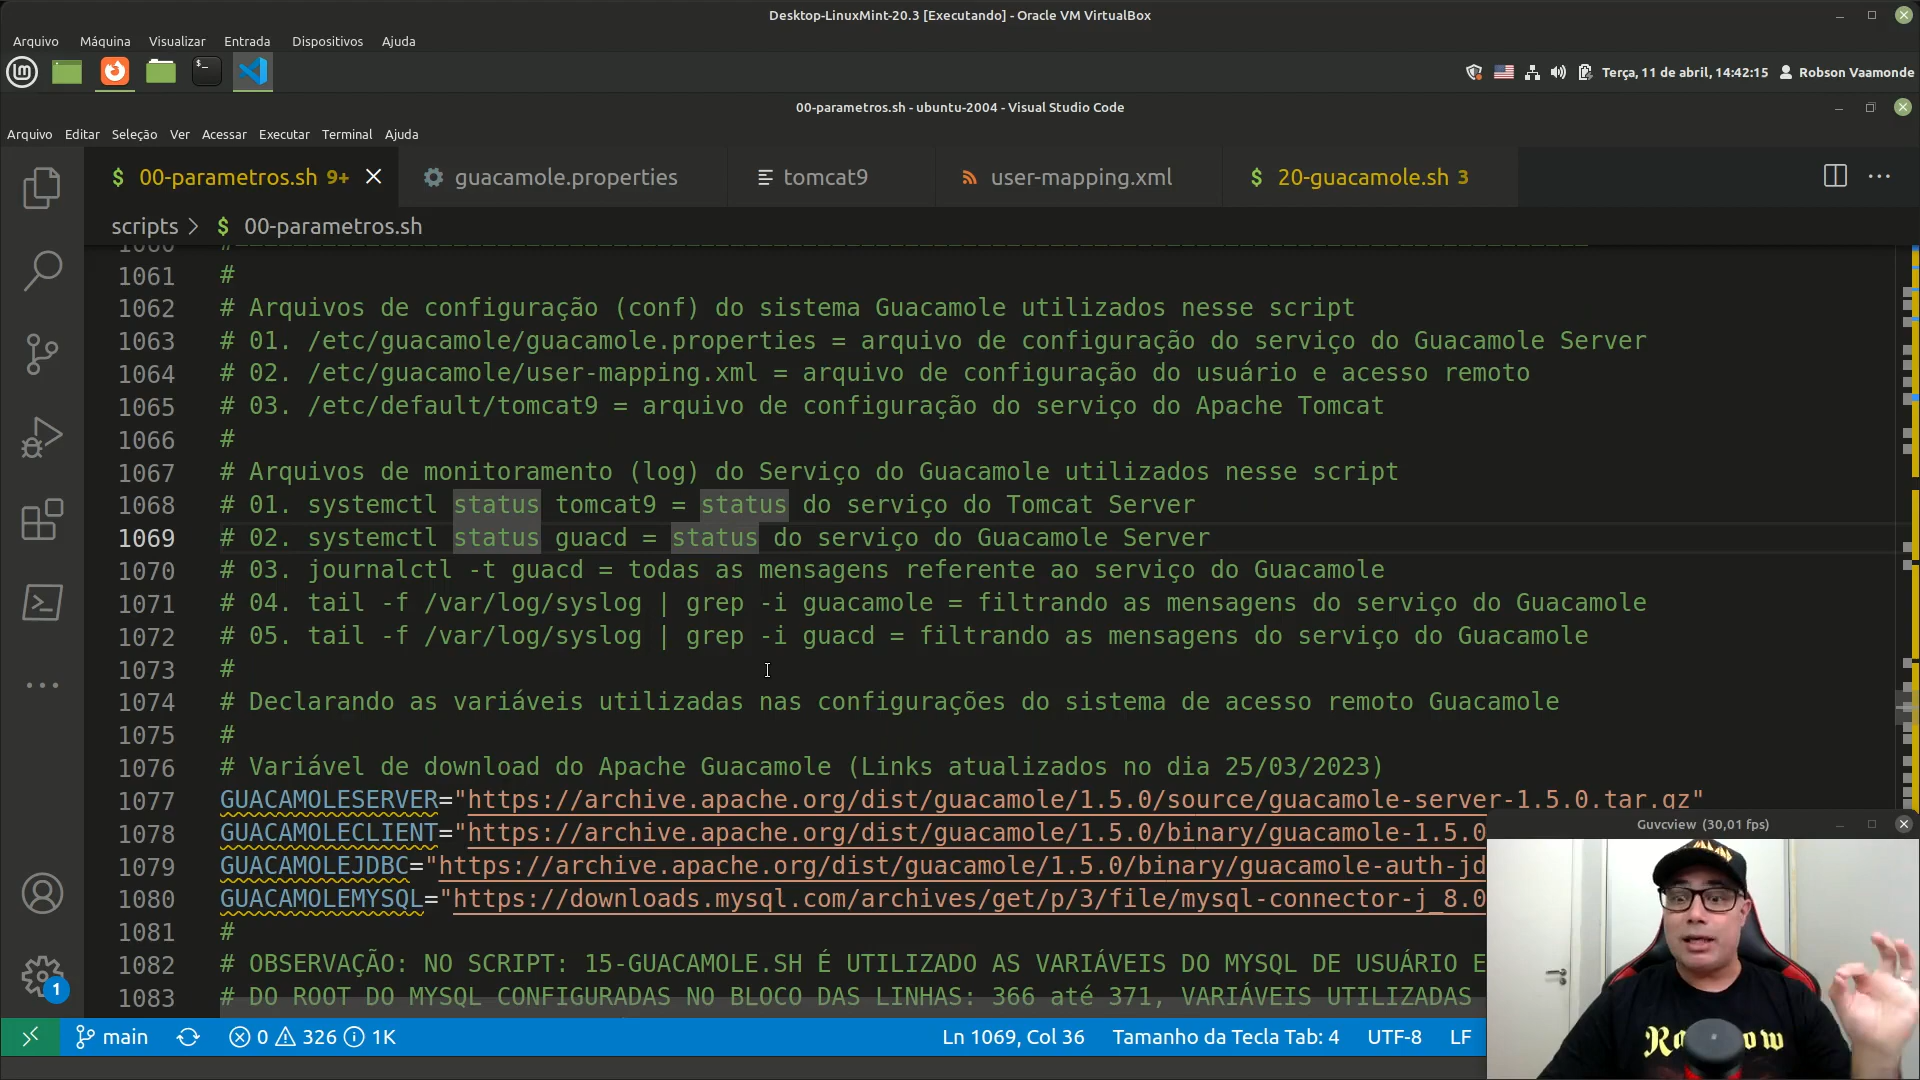 Desktop-LinuxMint-20.3 [Executando] - Oracle VM VirtualBox
Arquivo Máquina Visualizar Entrada Dispositivos Ajuda
Terça, 11 de abril, 14:42:15 Robson Vaamonde
00-parametros.sh - ubuntu-2004 - Visual Studio Code
Arquivo Editar Seleção Ver Acessar Executar Terminal Ajuda
$ 00-parametros.sh 9+ guacamole.properties tomcat9 user-mapping.xml $ 20-guacamole.sh 3
scripts > $ 00-parametros.sh
1061 #
1062 # Arquivos de configuração (conf) do sistema Guacamole utilizados nesse script
1063 # 01. /etc/guacamole/guacamole.properties = arquivo de configuração do serviço do Guacamole Server
1064 # 02. /etc/guacamole/user-mapping.xml = arquivo de configuração do usuário e acesso remoto
1065 # 03. /etc/default/tomcat9 = arquivo de configuração do serviço do Apache Tomcat
1066 #
1067 # Arquivos de monitoramento (log) do Serviço do Guacamole utilizados nesse script
1068 # 01. systemctl status tomcat9 = status do serviço do Tomcat Server
1069 # 02. systemctl status guacd = status do serviço do Guacamole Server
1070 # 03. journalctl -t guacd = todas as mensagens referente ao serviço do Guacamole
1071 # 04. tail -f /var/log/syslog | grep -i guacamole = filtrando as mensagens do serviço do Guacamole
1072 # 05. tail -f /var/log/syslog | grep -i guacd = filtrando as mensagens do serviço do Guacamole
1073 #
1074 # Declarando as variáveis utilizadas nas configurações do sistema de acesso remoto Guacamole
1075 #
1076 # Variável de download do Apache Guacamole (Links atualizados no dia 25/03/2023)
1077 GUACAMOLESERVER="https://archive.apache.org/dist/guacamole/1.5.0/source/guacamole-server-1.5.0.tar.gz"
1078 GUACAMOLECLIENT="https://archive.apache.org/dist/guacamole/1.5.0/binary/guacamole-1.5.0
1079 GUACAMOLEJDBC="https://archive.apache.org/dist/guacamole/1.5.0/binary/guacamole-auth-jd
1080 GUACAMOLEMYSQL="https://downloads.mysql.com/archives/get/p/3/file/mysql-connector-j_8.0
1081 #
1082 # OBSERVAÇÃO: NO SCRIPT: 15-GUACAMOLE.SH É UTILIZADO AS VARIÁVEIS DO MYSQL DE USUÁRIO E
1083 # DO ROOT DO MYSQL CONFIGURADAS NO BLOCO DAS LINHAS: 366 até 371, VARIÁVEIS UTILIZADAS
Guvcview (30,01 fps)
1
main 0 326 1K Ln 1069, Col 36 Tamanho da Tecla Tab: 4 UTF-8 LF